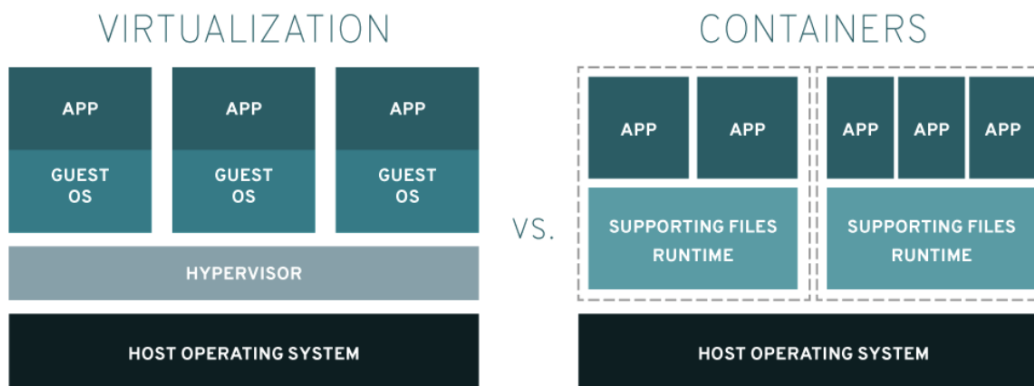 VIRTUALIZATION
APP
APP
APP
GUEST
OS
GUEST
OS
GUEST
OS
HYPERVISOR
HOST OPERATING SYSTEM
VS.
CONTAINERS
APP
APP
SUPPORTING FILES
RUNTIME
APP
APP
APP
SUPPORTING FILES
RUNTIME
HOST OPERATING SYSTEM